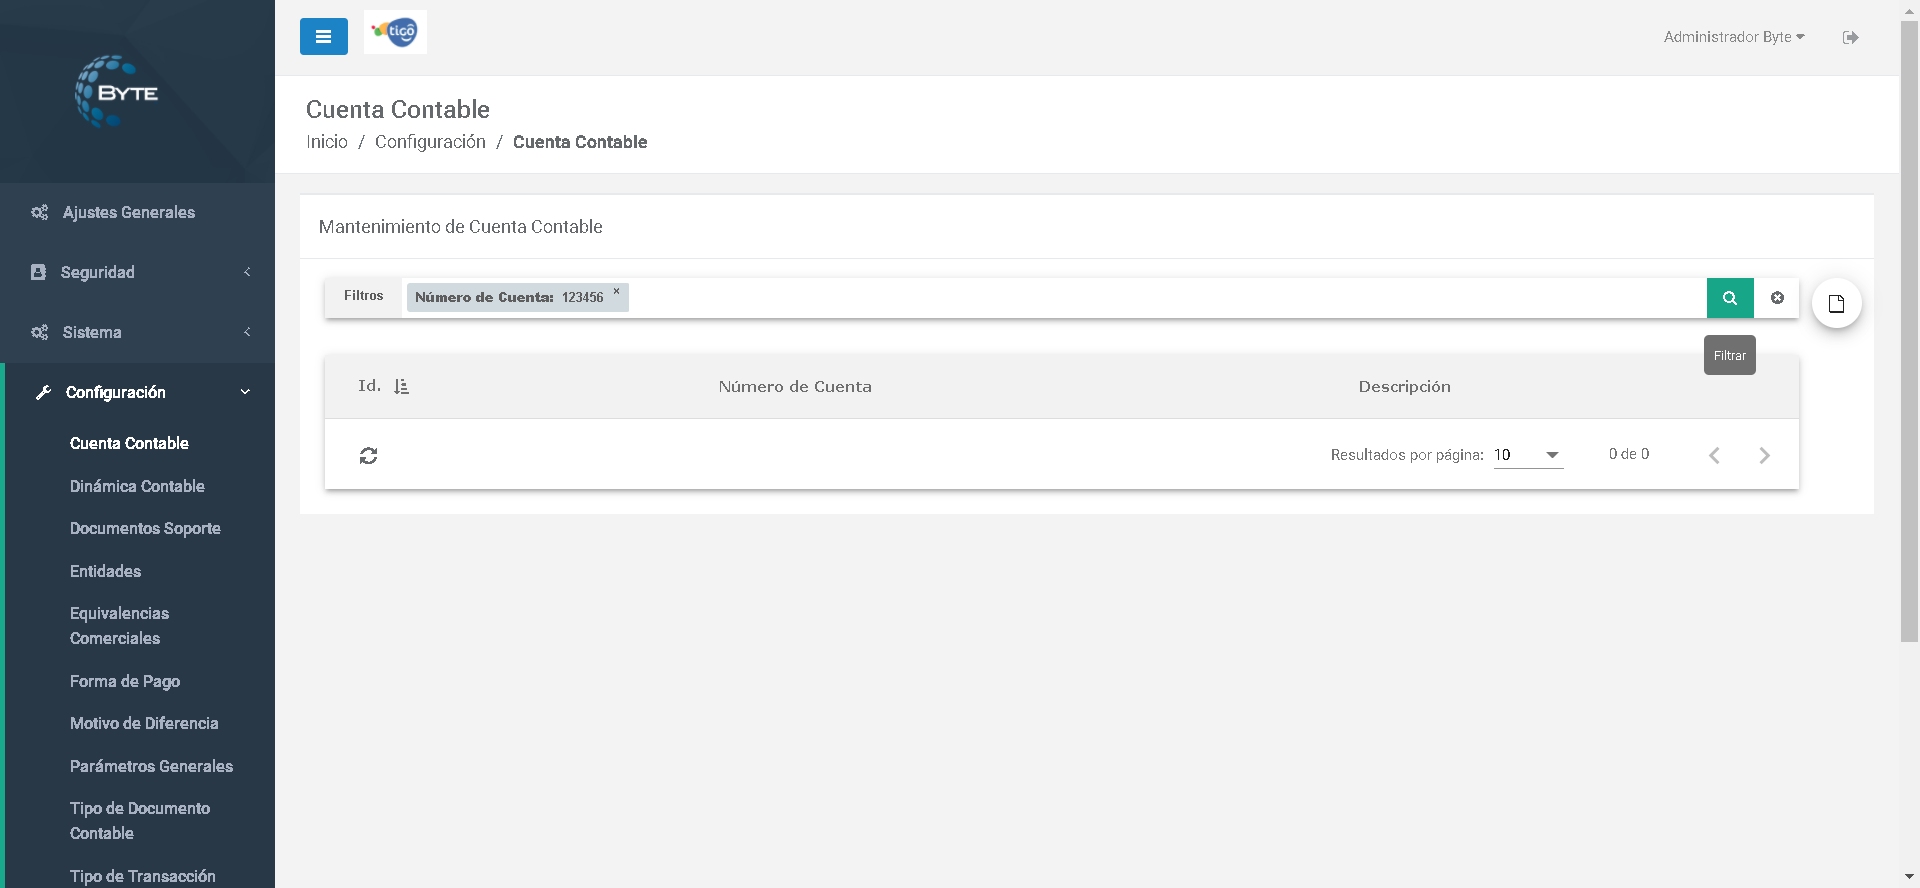 BYTE
tigo
Administrador Byte
Cuenta Contable
Inicio / Configuración / Cuenta Contable
Ajustes Generales
Seguridad
Sistema
Configuración
Cuenta Contable
Dinámica Contable
Documentos Soporte
Entidades
Equivalencias
Comerciales
Forma de Pago
Motivo de Diferencia
Parámetros Generales
Tipo de Documento
Contable
Tipo de Transacción
Mantenimiento de Cuenta Contable
Filtros Número de Cuenta: 123456 ×
Filtrar
Id. Número de Cuenta Descripción
Resultados por página: 10 0 de 0